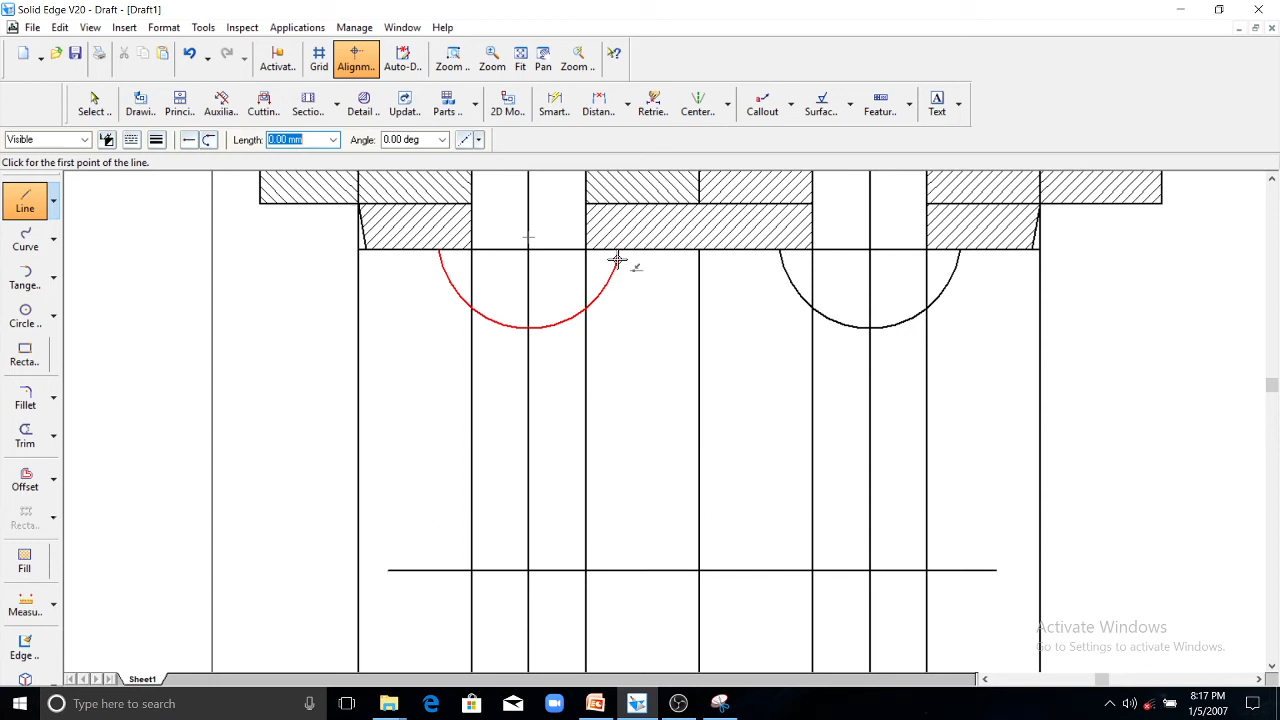 Solid Edge V20 - Draft - [Draft1]
File Edit View Insert Format Tools Inspect Applications Manage Window Help
Activat.. Grid Alignm.. Auto-D.. Zoom .. Zoom Fit Pan Zoom ..
Select .. Drawi.. Princi.. Auxilia.. Cuttin.. Sectio.. Detail .. Updat.. Parts .. 2D Mo.. Smart.. Distan.. Retrie.. Center.. Callout Surfac.. Featur.. Text
Visible Length: 0.00 mm Angle: 0.00 deg
Click for the first point of the line.
Line
Curve
Tange..
Circle ..
Recta..
Fillet
Trim
Offset
Recta..
Fill
Measu..
Edge ..
Activate Windows
Go to Settings to activate Windows.
Sheet1
Type here to search
8:17 PM
1/5/2007